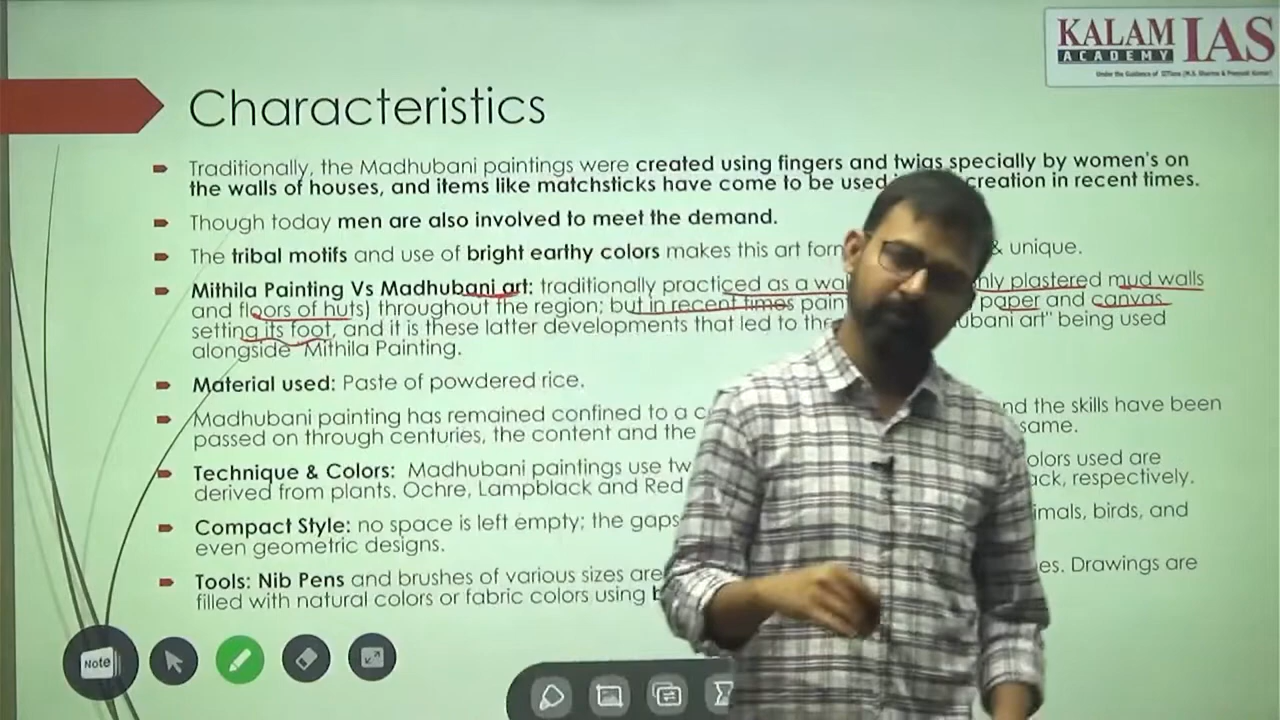 KALAM IAS
ACADEMY
Under the Guidance of IITians (M.S. Sharma & Pranjali Kumar)
Characteristics
Traditionally, the Madhubani paintings were created using fingers and twigs specially by women's on
the walls of houses, and items like matchsticks have come to be used creation in recent times.
Though today men are also involved to meet the demand.
The tribal motifs and use of bright earthy colors makes this art form & unique.
Mithila Painting Vs Madhubani art: traditionally practiced as a plastered mud walls
and floors of huts) throughout the region; but in recent times paper and canvas
setting its foot, and it is these latter developments that led to the art" being used
alongside "Mithila Painting.
Material used: Paste of powdered rice.
Madhubani painting has remained confined to a and the skills have been
passed on through centuries, the content and the same.
Technique & Colors: Madhubani paintings use colors used are
derived from plants. Ochre, Lampblack and Red respectively.
Compact Style: no space is left empty; the gaps animals, birds, and
even geometric designs.
Tools: Nib Pens and brushes of various sizes are Drawings are
filled with natural colors or fabric colors using
Note